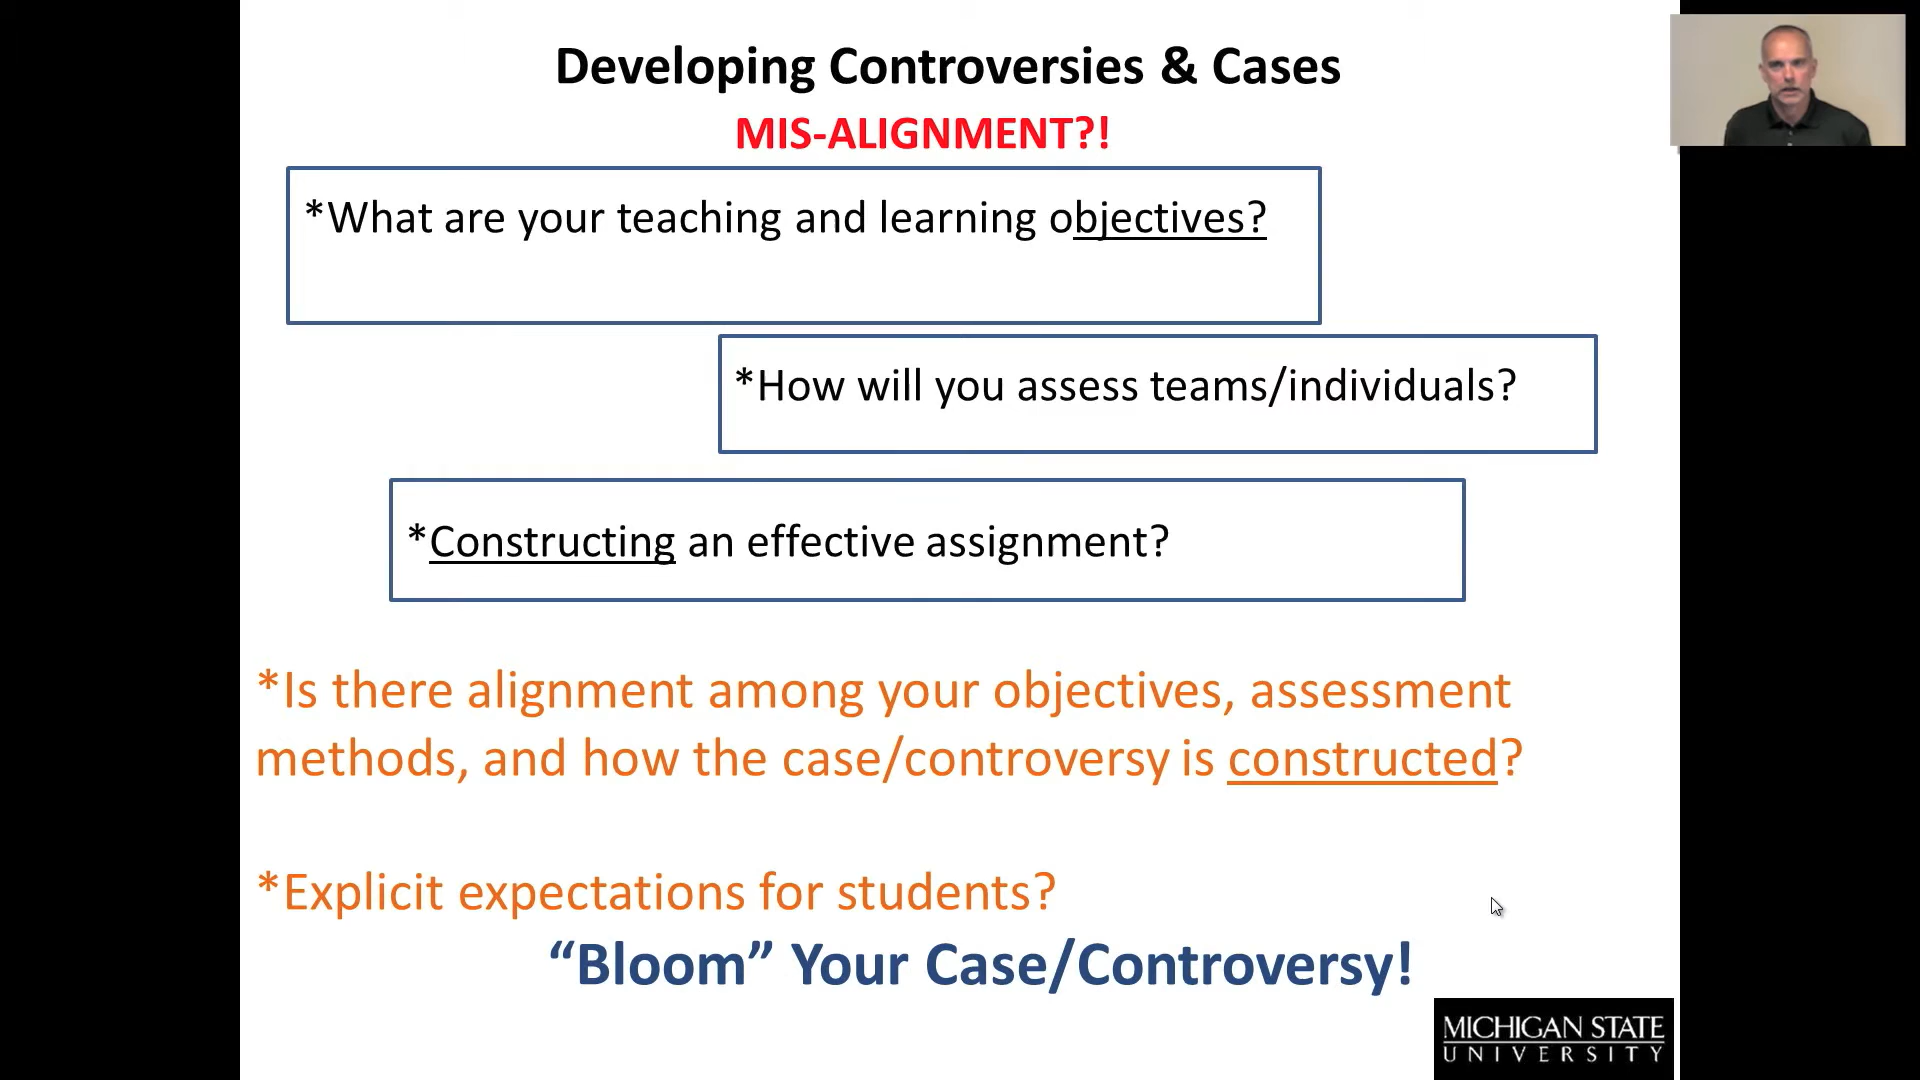 Developing Controversies & Cases
MIS-ALIGNMENT?!
*What are your teaching and learning objectives?
*How will you assess teams/individuals?
*Constructing an effective assignment?
*Is there alignment among your objectives, assessment
methods, and how the case/controversy is constructed?
*Explicit expectations for students?
“Bloom” Your Case/Controversy!
MICHIGAN STATE
UNIVERSITY